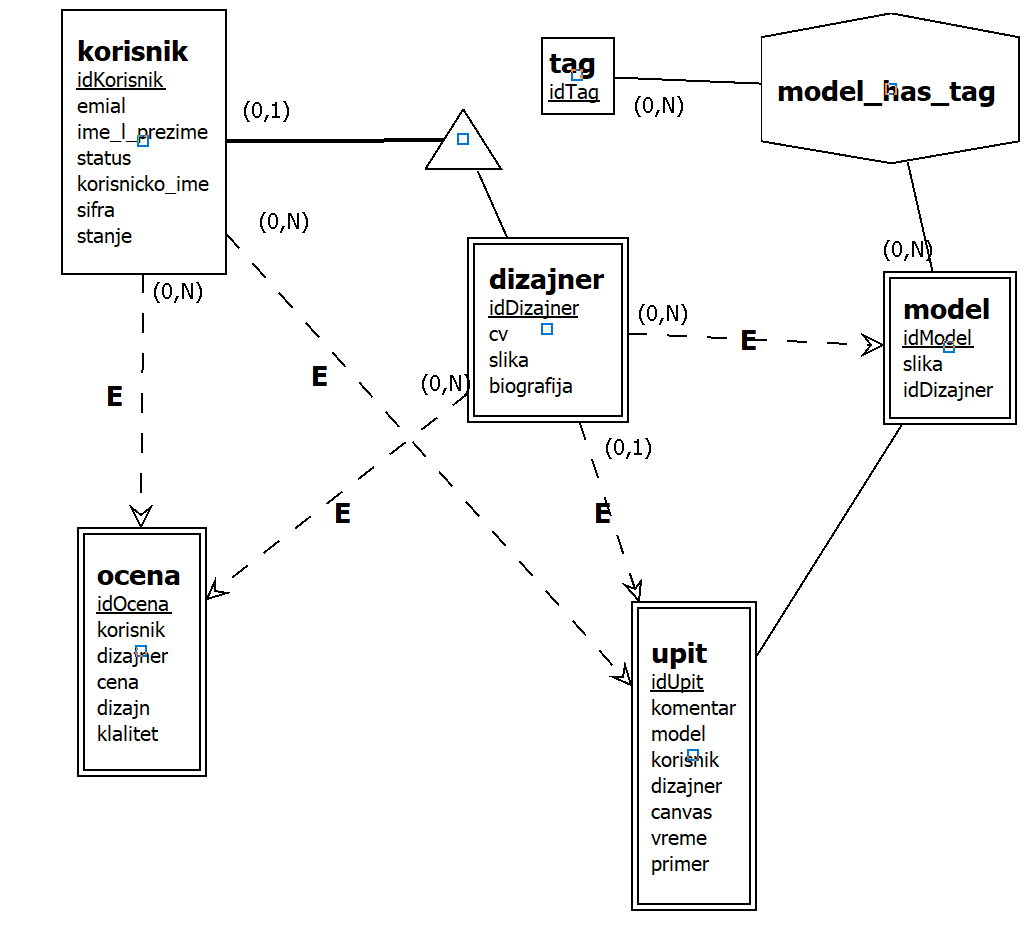 korisnik
idKorisnik
emial
ime_I_prezime
status
korisnicko_ime
sifra
stanje
(0,1)
tag
idTag
(0,N)
model_has_tag
(0,N)
(0,N)
(0,N)
dizajner
idDizajner
cv
slika
biografija
(0,N)
E
(0,N)
model
idModel
slika
idDizajner
E
E
(0,N)
(0,1)
E
E
ocena
idOcena
korisnik
dizajner
cena
dizajn
klalitet
upit
idUpit
komentar
model
korisnik
dizajner
canvas
vreme
primer